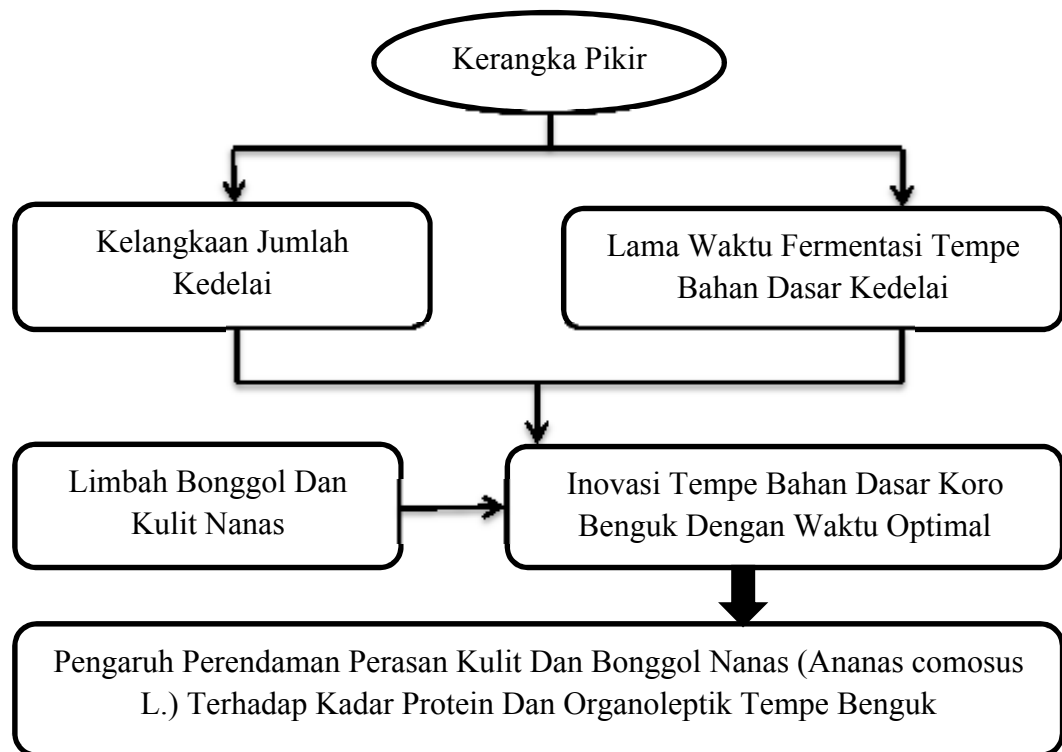 Kerangka Pikir
Kelangkaan Jumlah
Kedelai
Lama Waktu Fermentasi Tempe
Bahan Dasar Kedelai
Limbah Bonggol Dan
Kulit Nanas
Inovasi Tempe Bahan Dasar Koro
Benguk Dengan Waktu Optimal
Pengaruh Perendaman Perasan Kulit Dan Bonggol Nanas (Ananas comosus
L.) Terhadap Kadar Protein Dan Organoleptik Tempe Benguk